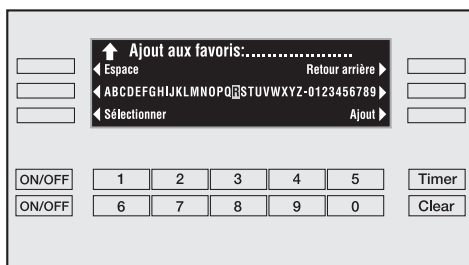 Ajout aux favoris:...................
Espace Retour arrière
ABCDEFGHIJKLMNOPQRSTUVWXYZ-0123456789
Sélectionner Ajout
ON/OFF 1 2 3 4 5 Timer
ON/OFF 6 7 8 9 0 Clear